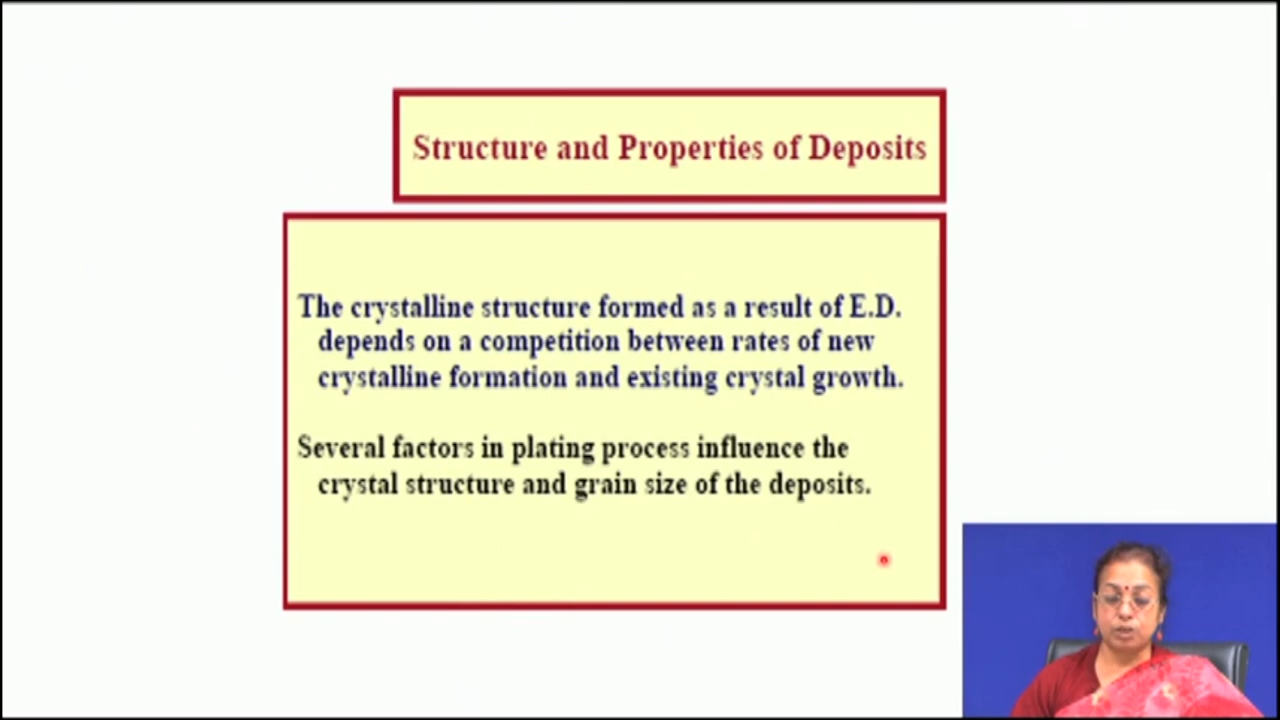 Structure and Properties of Deposits
The crystalline structure formed as a result of E.D.
depends on a competition between rates of new
crystalline formation and existing crystal growth.
Several factors in plating process influence the
crystal structure and grain size of the deposits.